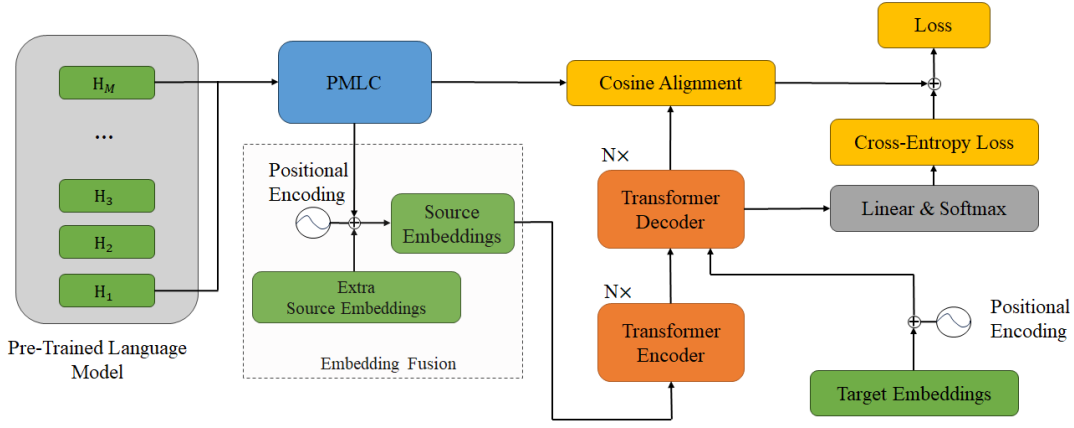 H_M
...
H_3
H_2
H_1
Pre-Trained Language
Model
PMLC
Positional
Encoding
Source
Embeddings
Extra
Source Embeddings
Embedding Fusion
Cosine Alignment
N×
Transformer
Decoder
N×
Transformer
Encoder
Loss
Cross-Entropy Loss
Linear & Softmax
Positional
Encoding
Target Embeddings